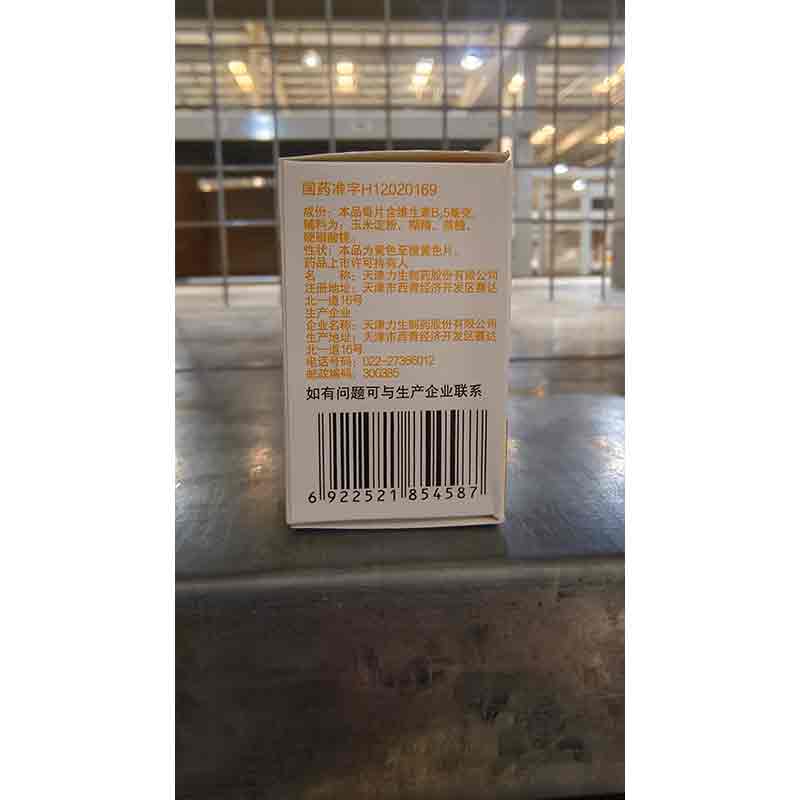 国药准字H12020169
成份：本品每片含维生素B₂5毫克。
辅料为：玉米淀粉、糊精、蔗糖、
硬脂酸镁。
性状：本品为黄色至橙黄色片。
药品上市许可持有人
名　　称：天津力生制药股份有限公司
注册地址：天津市西青经济开发区赛达
北一道16号
生产企业
企业名称：天津力生制药股份有限公司
生产地址：天津市西青经济开发区赛达
北一道16号
电话号码：022-27366012
邮政编码：300385
如有问题可与生产企业联系
6 922521 854587